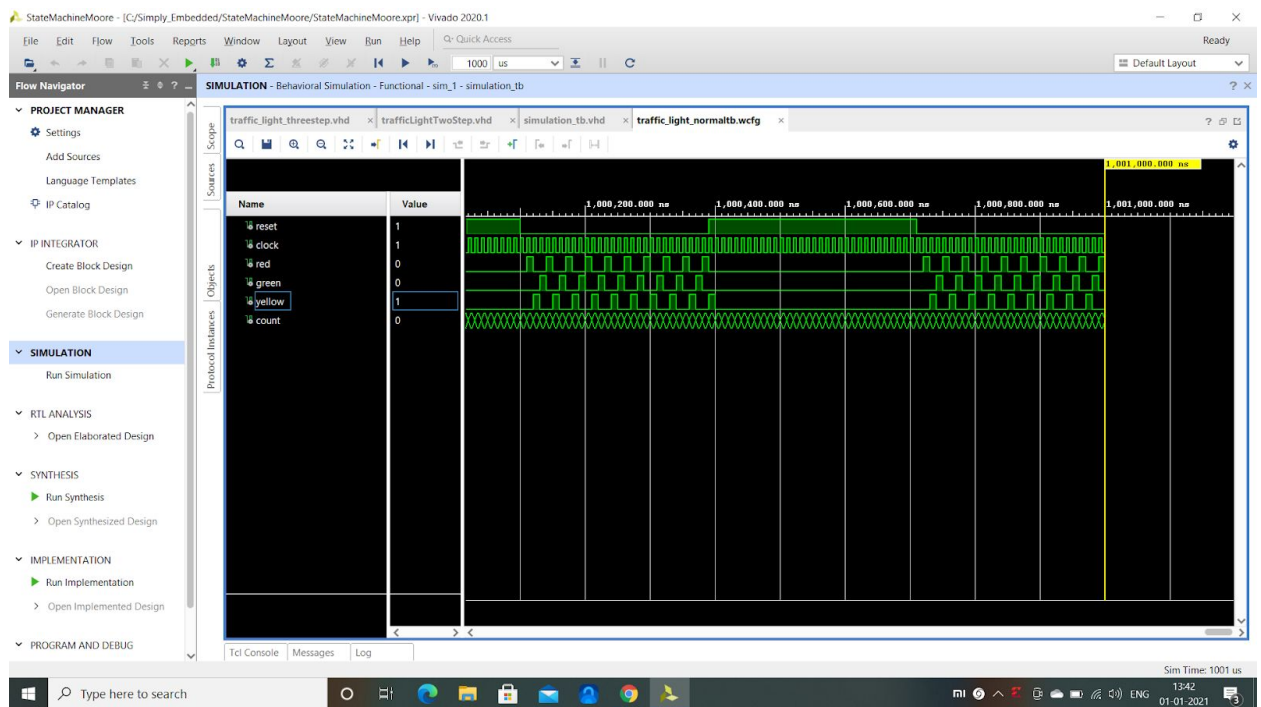 StateMachineMoore - [C:/Simply_Embedded/StateMachineMoore/StateMachineMoore.xpr] - Vivado 2020.1
File Edit Flow Tools Reports Window Layout View Run Help Q- Quick Access Ready
1000 us Default Layout
Flow Navigator ? SIMULATION - Behavioral Simulation - Functional - sim_1 - simulation_tb ?
PROJECT MANAGER
Settings
Add Sources
Language Templates
IP Catalog
IP INTEGRATOR
Create Block Design
Open Block Design
Generate Block Design
SIMULATION
Run Simulation
RTL ANALYSIS
Open Elaborated Design
SYNTHESIS
Run Synthesis
Open Synthesized Design
IMPLEMENTATION
Run Implementation
Open Implemented Design
PROGRAM AND DEBUG
Scope
Sources
Objects
Protocol Instances
traffic_light_threestep.vhd × trafficLightTwoStep.vhd × simulation_tb.vhd × traffic_light_normaltb.wcfg × ?
1,001,000.000 ns
Name Value 1,000,200.000 ns 1,000,400.000 ns 1,000,600.000 ns 1,000,800.000 ns 1,001,000.000 ns
reset 1
clock 1
red 0
green 0
yellow 1
count 0
Tcl Console Messages Log
Sim Time: 1001 us
Type here to search
ENG 13:42
01-01-2021
3